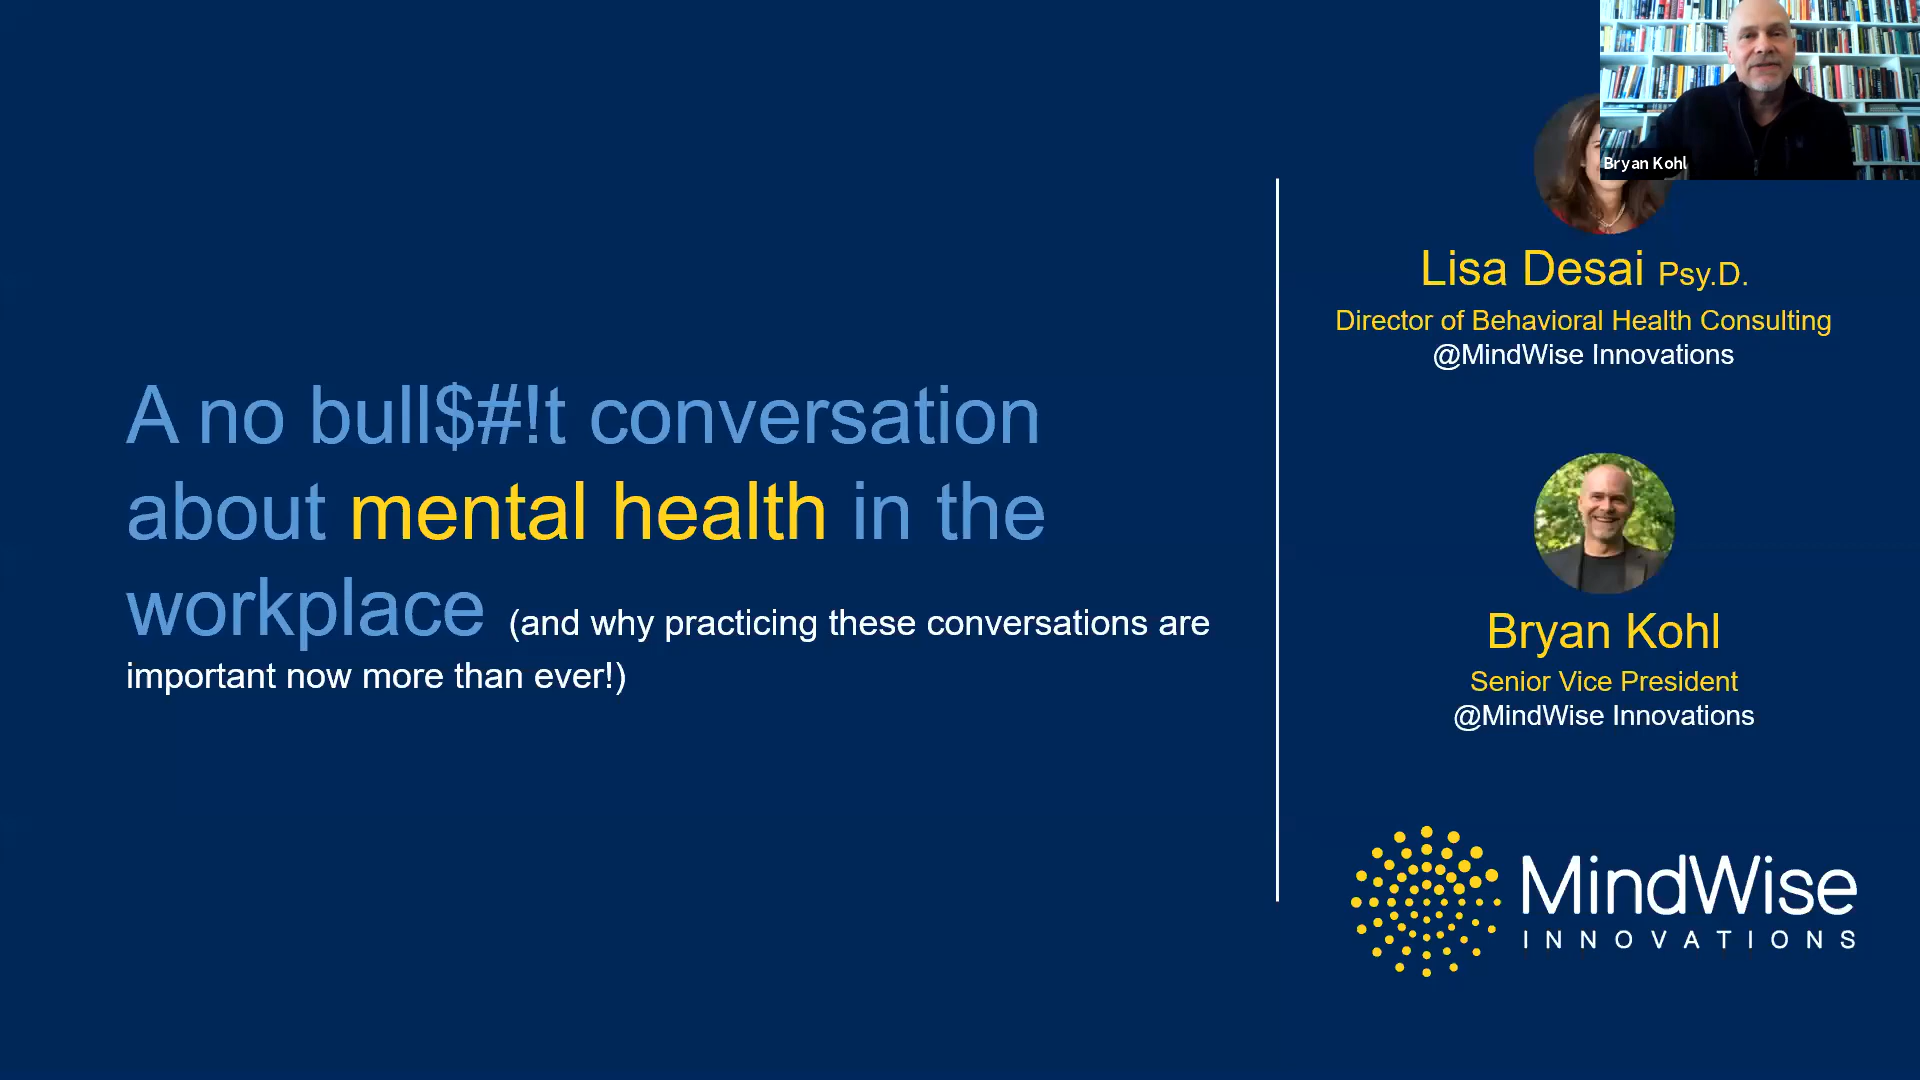 A no bull$#!t conversation
about mental health in the
workplace (and why practicing these conversations are
important now more than ever!)
Bryan Kohl
Lisa Desai Psy.D.
Director of Behavioral Health Consulting
@MindWise Innovations
Bryan Kohl
Senior Vice President
@MindWise Innovations
MindWise
INNOVATIONS